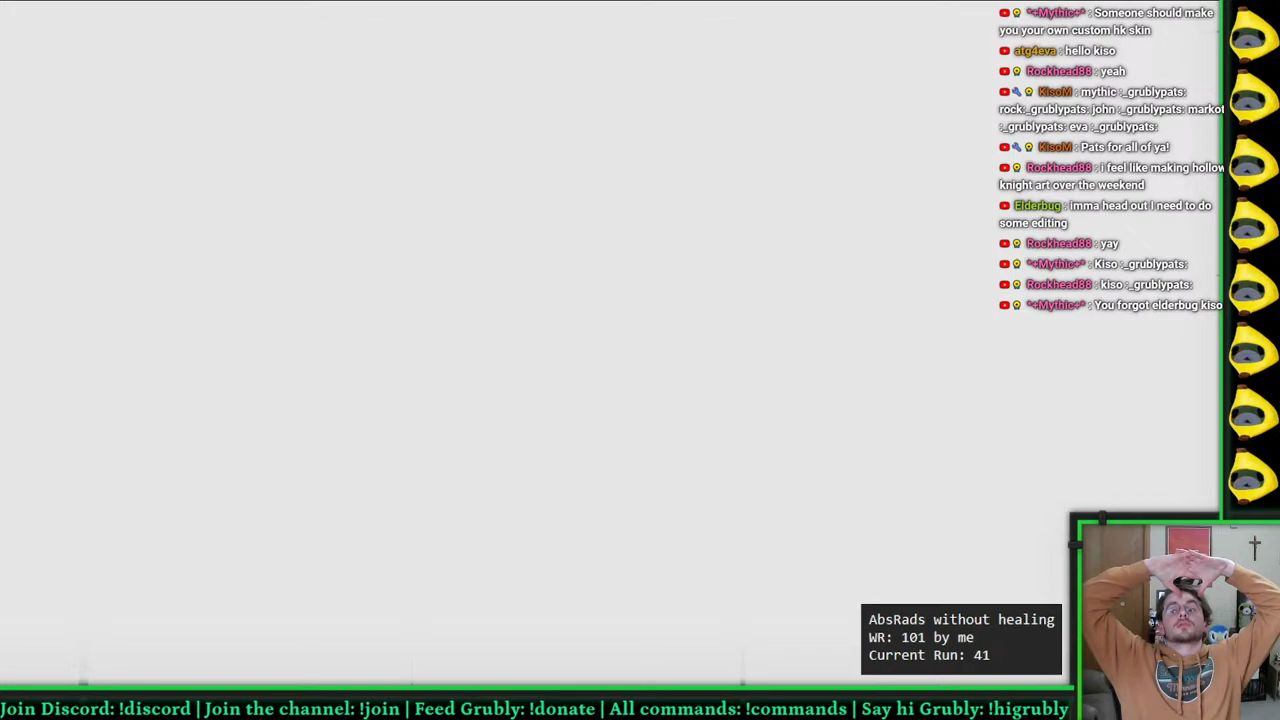 *+Mythic+* : Someone should make
you your own custom hk skin
atg4eva : hello kiso
Rockhead88 : yeah
KisoM : mythic :_grublypats:
rock:_grublypats: john :_grublypats: markot
:_grublypats: eva :_grublypats:
KisoM : Pats for all of ya!
Rockhead88 : i feel like making hollow
knight art over the weekend
Elderbug : Imma head out I need to do
some editing
Rockhead88 : yay
*+Mythic+* : Kiso :_grublypats:
Rockhead88 : kiso :_grublypats:
*+Mythic+* : You forgot elderbug kiso
AbsRads without healing
WR: 101 by me
Current Run: 41
Join Discord: !discord | Join the channel: !join | Feed Grubly: !donate | All commands: !commands | Say hi Grubly: !higrubly